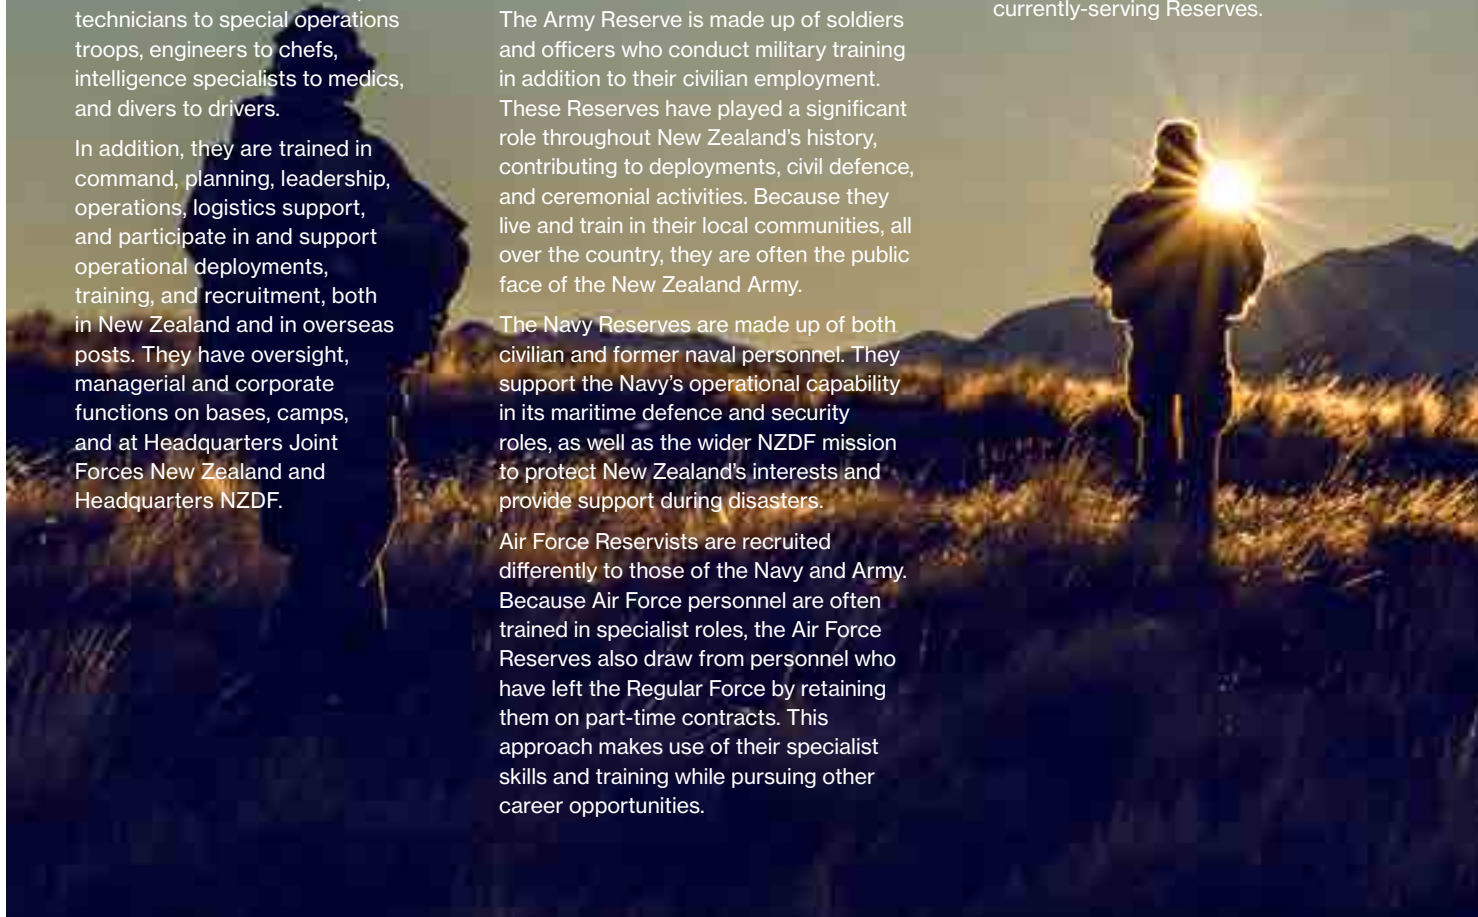 technicians to special operations
troops, engineers to chefs,
intelligence specialists to medics,
and divers to drivers.
In addition, they are trained in
command, planning, leadership,
operations, logistics support,
and participate in and support
operational deployments,
training, and recruitment, both
in New Zealand and in overseas
posts. They have oversight,
managerial and corporate
functions on bases, camps,
and at Headquarters Joint
Forces New Zealand and
Headquarters NZDF.
The Army Reserve is made up of soldiers
and officers who conduct military training
in addition to their civilian employment.
These Reserves have played a significant
role throughout New Zealand’s history,
contributing to deployments, civil defence,
and ceremonial activities. Because they
live and train in their local communities, all
over the country, they are often the public
face of the New Zealand Army.
The Navy Reserves are made up of both
civilian and former naval personnel. They
support the Navy’s operational capability
in its maritime defence and security
roles, as well as the wider NZDF mission
to protect New Zealand’s interests and
provide support during disasters.
Air Force Reservists are recruited
differently to those of the Navy and Army.
Because Air Force personnel are often
trained in specialist roles, the Air Force
Reserves also draw from personnel who
have left the Regular Force by retaining
them on part-time contracts. This
approach makes use of their specialist
skills and training while pursuing other
career opportunities.
currently-serving Reserves.